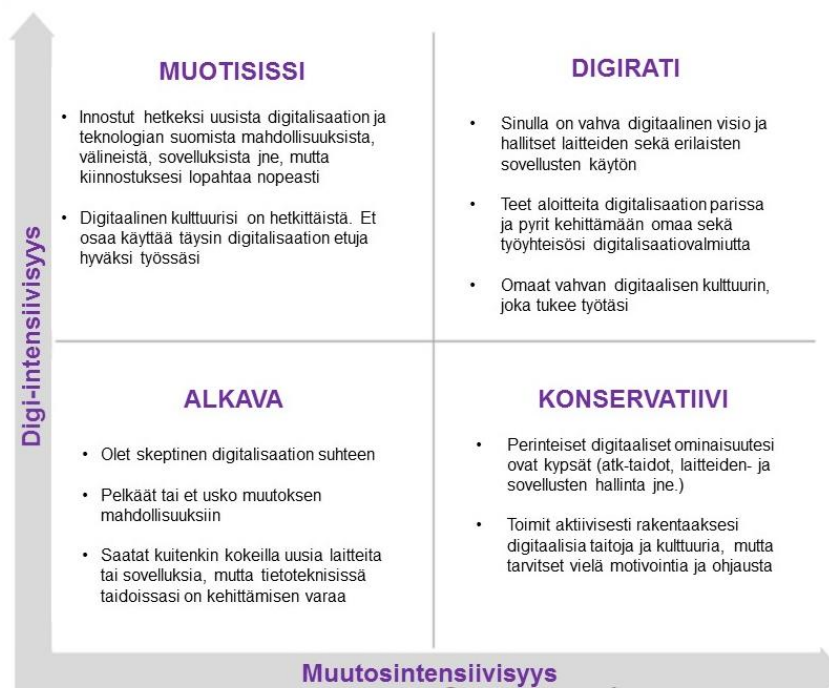 MUOTISISSI
• Innostut hetkeksi uusista digitalisaation ja
teknologian suomista mahdollisuuksista,
välineistä, sovelluksista jne, mutta
kiinnostuksesi lopahtaa nopeasti
• Digitaalinen kulttuurisi on hetkittäistä. Et
osaa käyttää täysin digitalisaation etuja
hyväksi työssäsi
DIGIRATI
• Sinulla on vahva digitaalinen visio ja
hallitset laitteiden sekä erilaisten
sovellusten käytön
• Teet aloitteita digitalisaation parissa
ja pyrit kehittämään omaa sekä
työyhteisösi digitalisaatiovalmiutta
• Omaat vahvan digitaalisen kulttuurin,
joka tukee työtäsi
Digi-intensiivisyys
ALKAVA
• Olet skeptinen digitalisaation suhteen
• Pelkäät tai et usko muutoksen
mahdollisuuksiin
• Saatat kuitenkin kokeilla uusia laitteita
tai sovelluksia, mutta tietoteknisissä
taidoissasi on kehittämisen varaa
KONSERVATIIVI
• Perinteiset digitaaliset ominaisuutesi
ovat kypsät (atk-taidot, laitteiden- ja
sovellusten hallinta jne.)
• Toimit aktiivisesti rakentaaksesi
digitaalisia taitoja ja kulttuuria, mutta
tarvitset vielä motivointia ja ohjausta
Muutosintensiivisyys